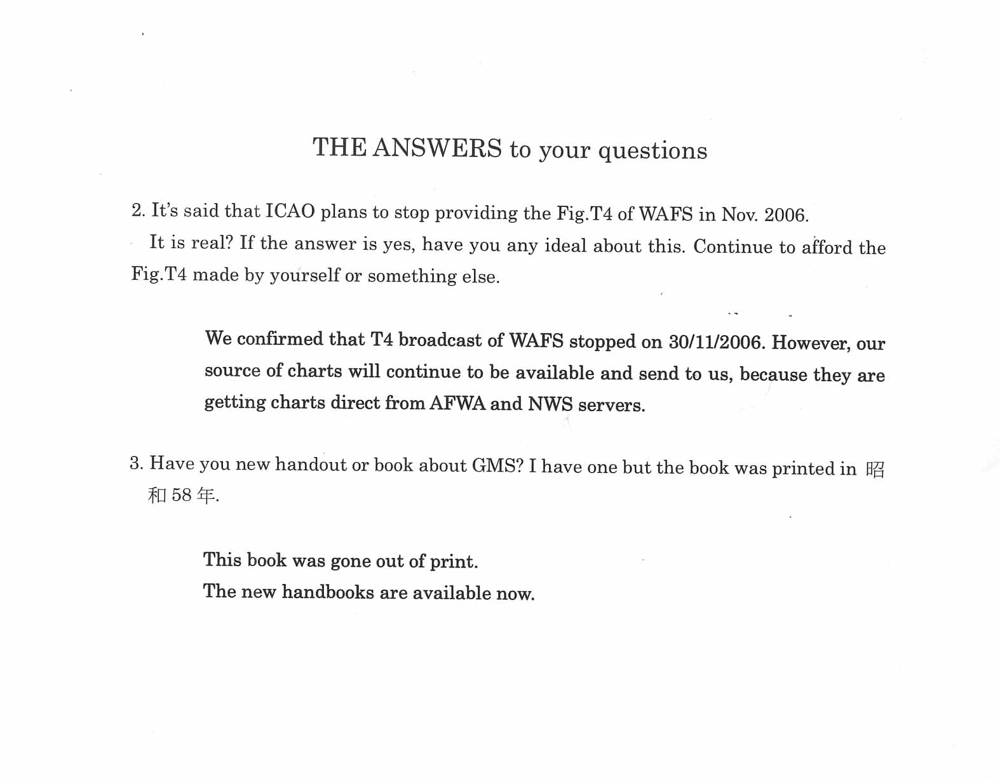 THE ANSWERS to your questions
2. It's said that ICAO plans to stop providing the Fig.T4 of WAFS in Nov. 2006.
It is real? If the answer is yes, have you any ideal about this. Continue to afford the
Fig.T4 made by yourself or something else.
We confirmed that T4 broadcast of WAFS stopped on 30/11/2006. However, our
source of charts will continue to be available and send to us, because they are
getting charts direct from AFWA and NWS servers.
3. Have you new handout or book about GMS? I have one but the book was printed in 昭
和 58 年.
This book was gone out of print.
The new handbooks are available now.